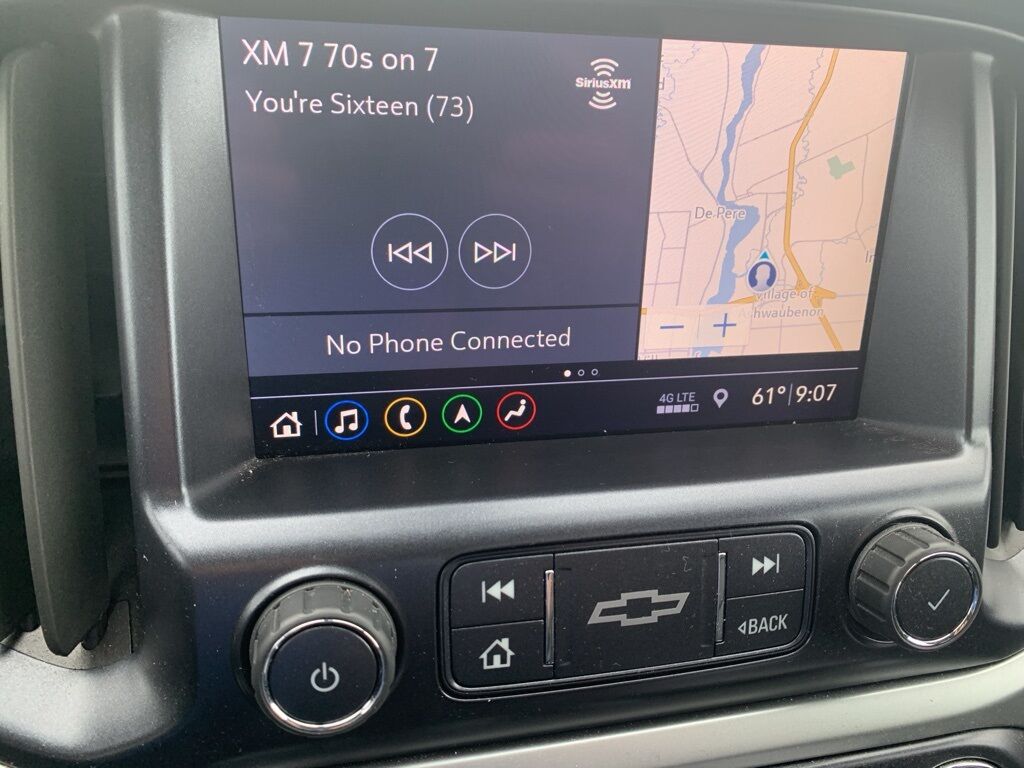 XM 7 70s on 7
You're Sixteen (73)
SiriusXM
De Pere
Village of
Ashwaubenon
No Phone Connected
4G LTE
61° 9:07
BACK